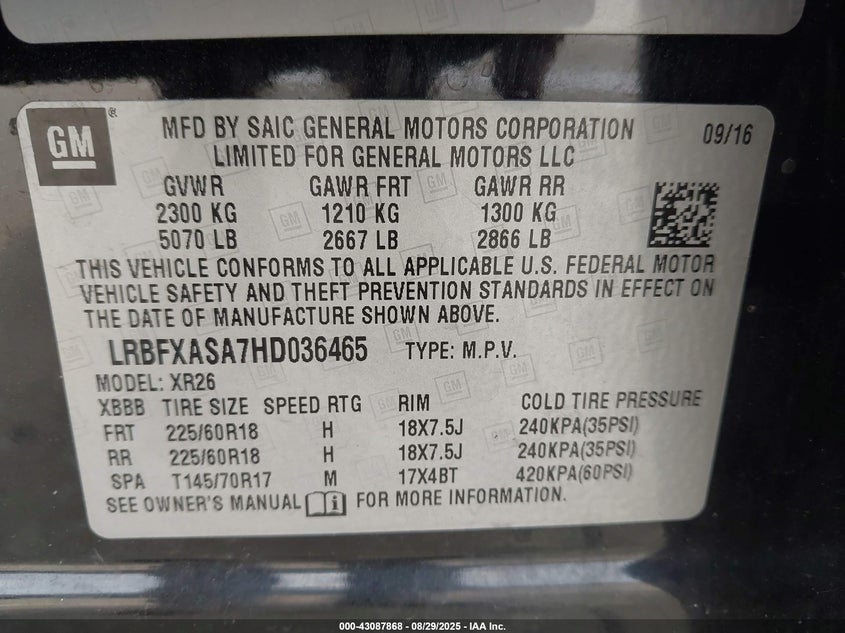 GM ®
MFD BY SAIC GENERAL MOTORS CORPORATION 09/16
LIMITED FOR GENERAL MOTORS LLC
GVWR GAWR FRT GAWR RR
2300 KG 1210 KG 1300 KG
5070 LB 2667 LB 2866 LB
THIS VEHICLE CONFORMS TO ALL APPLICABLE U.S. FEDERAL MOTOR
VEHICLE SAFETY AND THEFT PREVENTION STANDARDS IN EFFECT ON
THE DATE OF MANUFACTURE SHOWN ABOVE.
LRBFXASA7HD036465 TYPE: M.P.V.
MODEL: XR26
XBBB TIRE SIZE SPEED RTG RIM COLD TIRE PRESSURE
FRT 225/60R18 H 18X7.5J 240KPA(35PSI)
RR 225/60R18 H 18X7.5J 240KPA(35PSI)
SPA T145/70R17 M 17X4BT 420KPA(60PSI)
SEE OWNER'S MANUAL i FOR MORE INFORMATION.
000-43087868 - 08/29/2025 - IAA Inc.